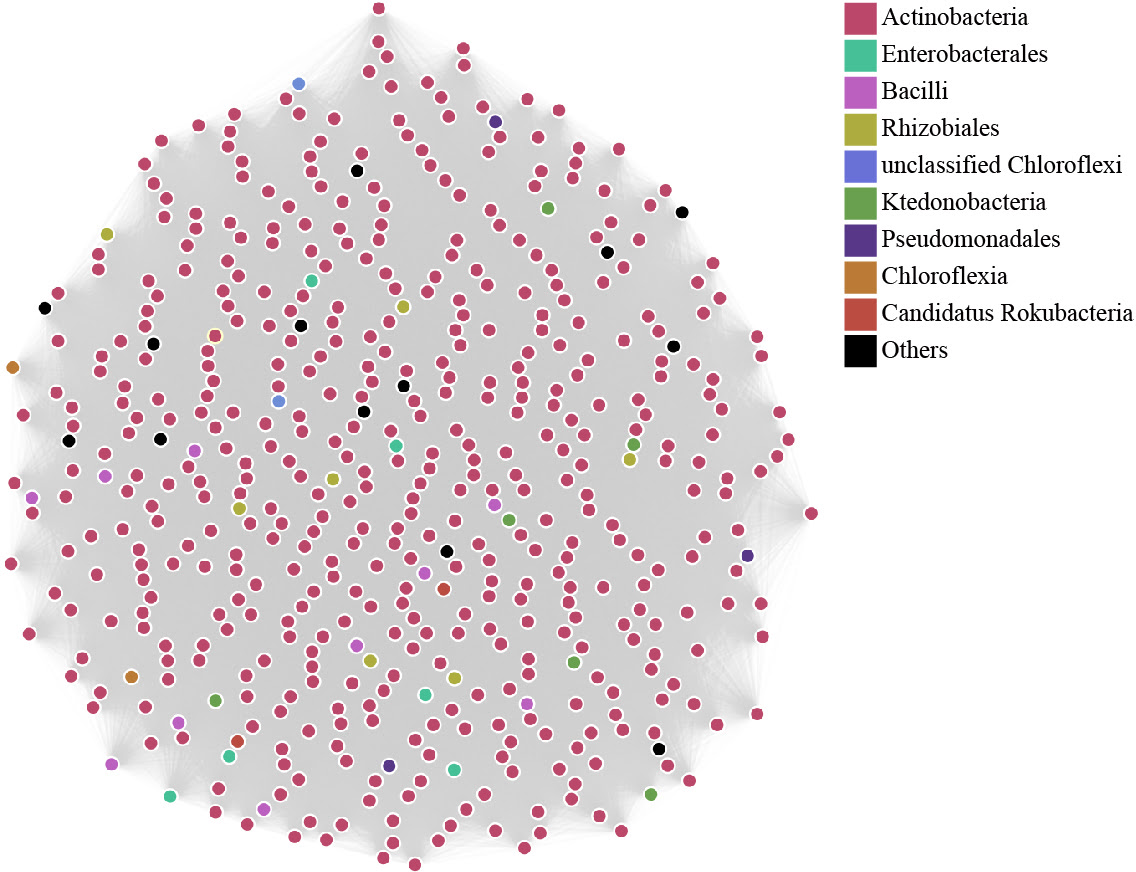 Actinobacteria
Enterobacterales
Bacilli
Rhizobiales
unclassified Chloroflexi
Ktedonobacteria
Pseudomonadales
Chloroflexia
Candidatus Rokubacteria
Others